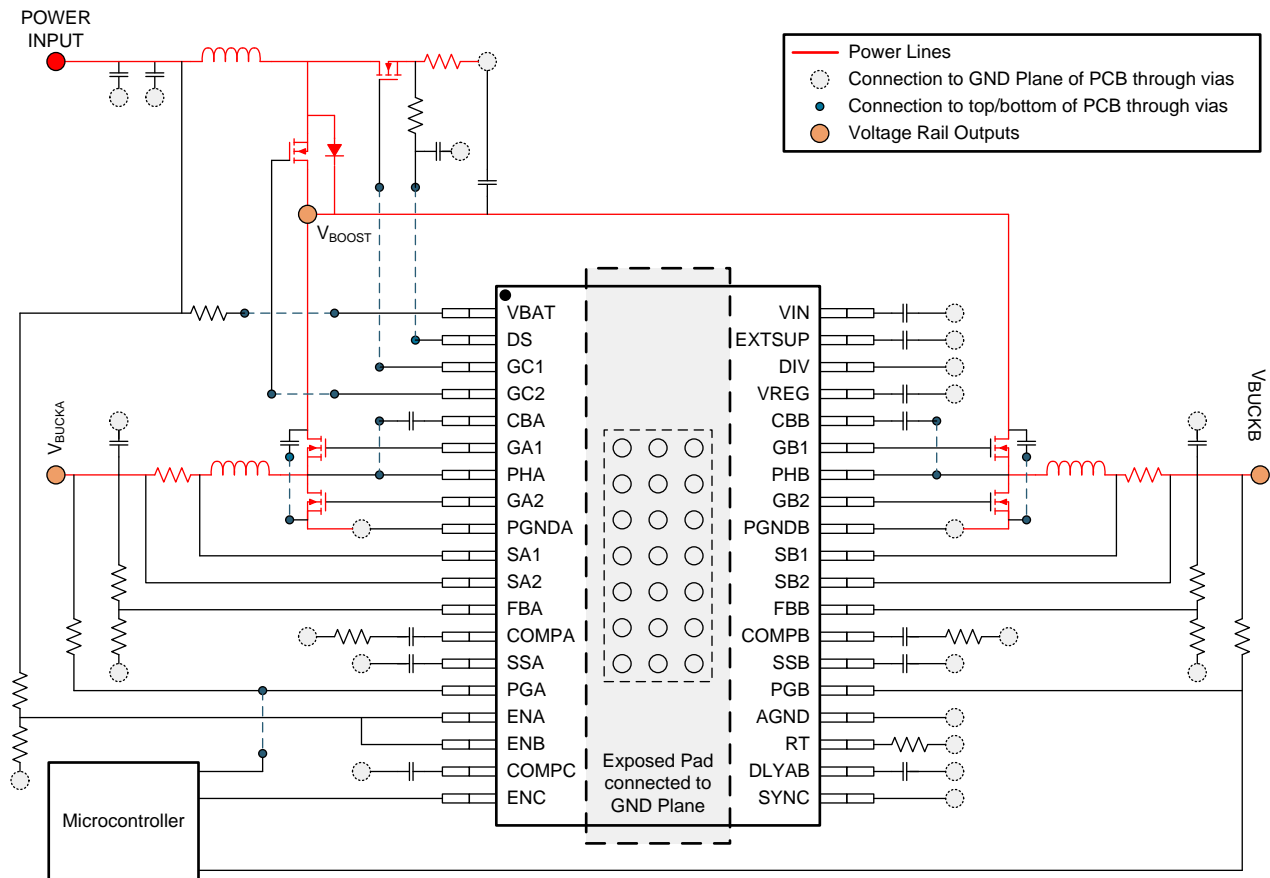 POWER
INPUT
Power Lines
Connection to GND Plane of PCB through vias
Connection to top/bottom of PCB through vias
Voltage Rail Outputs
VBOOST
VBUCKA
VBUCKB
VBAT
DS
GC1
GC2
CBA
GA1
PHA
GA2
PGNDA
SA1
SA2
FBA
COMPA
SSA
PGA
ENA
ENB
COMPC
ENC
VIN
EXTSUP
DIV
VREG
CBB
GB1
PHB
GB2
PGNDB
SB1
SB2
FBB
COMPB
SSB
PGB
AGND
RT
DLYAB
SYNC
Exposed Pad
connected to
GND Plane
Microcontroller